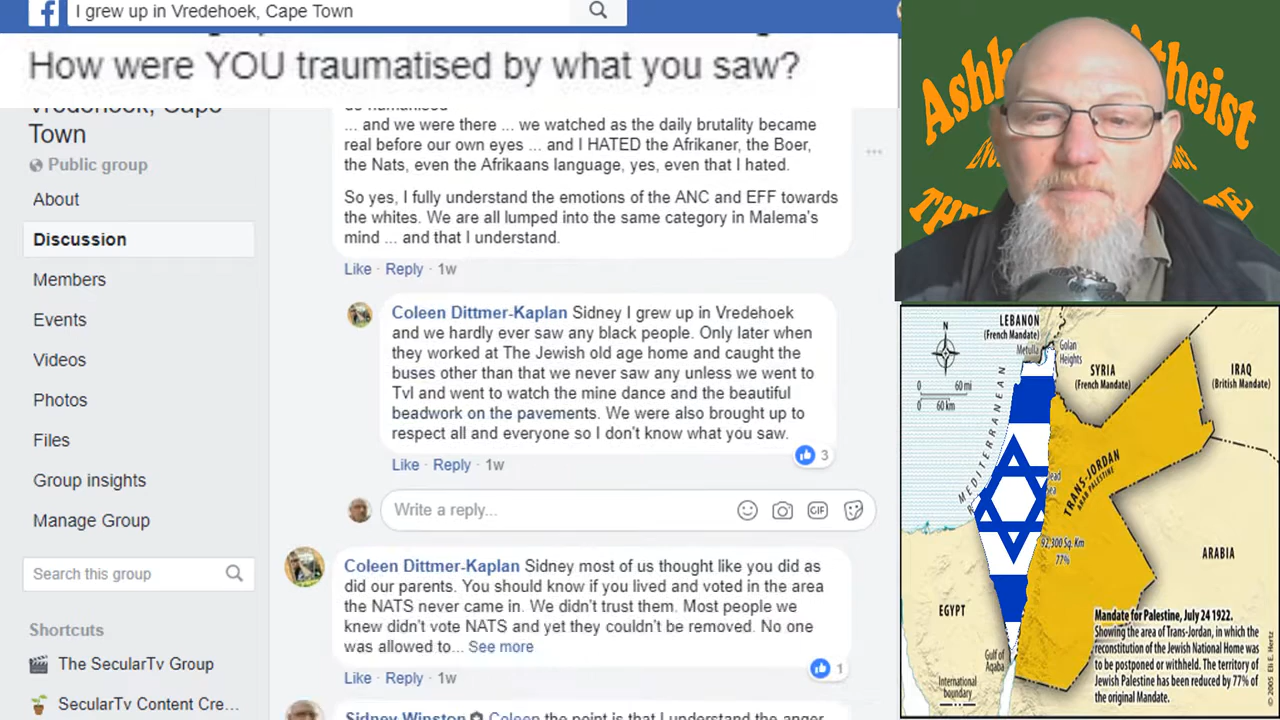 I grew up in Vredehoek, Cape Town
How were YOU traumatised by what you saw?
Vredehoek, Cape
Town
Public group
About
Discussion
Members
Events
Videos
Photos
Files
Group insights
Manage Group
Search this group
Shortcuts
The SecularTv Group
SecularTv Content Cre...
... and we were there ... we watched as the daily brutality became
real before our own eyes ... and I HATED the Afrikaner, the Boer,
the Nats, even the Afrikaans language, yes, even that I hated.
So yes, I fully understand the emotions of the ANC and EFF towards
the whites. We are all lumped into the same category in Malema's
mind ... and that I understand.
Like · Reply · 1w
Coleen Dittmer-Kaplan Sidney I grew up in Vredehoek
and we hardly ever saw any black people. Only later when
they worked at The Jewish old age home and caught the
buses other than that we never saw any unless we went to
Tvl and went to watch the mine dance and the beautiful
beadwork on the pavements. We were also brought up to
respect all and everyone so I don't know what you saw.
3
Like · Reply · 1w
Write a reply...
GIF
Coleen Dittmer-Kaplan Sidney most of us thought like you did as
did our parents. You should know if you lived and voted in the area
the NATS never came in. We didn't trust them. Most people we
knew didn't vote NATS and yet they couldn't be removed. No one
was allowed to... See more
1
Like · Reply · 1w
Sidney Winston Coleen the point is that I understand the anger
LEBANON
(French Mandate)
Metulla
Golan
Heights
N
SYRIA
(French Mandate)
IRAQ
(British Mandate)
0 60 mi
0 60 km
MEDITERRANEAN
TRANS-JORDAN
ARAB PALESTINE
92,300 Sq. Km
77%
ARABIA
EGYPT
Gulf of
Aqaba
International
boundary
Mandate for Palestine, July 24 1922.
Showing the area of Trans-Jordan, in which the
reconstitution of the Jewish National Home was
to be postponed or withheld. The territory of
Jewish Palestine has been reduced by 77% of
the original Mandate.
© 2005 Eli E. Hertz